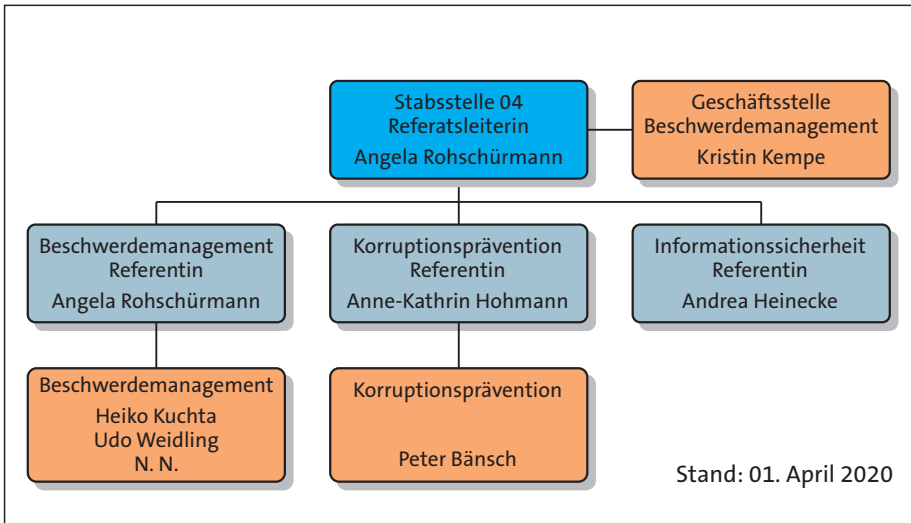 Stabsstelle 04
Referatsleiterin
Angela Rohschürmann
Geschäftsstelle
Beschwerdemanagement
Kristin Kempe
Beschwerdemanagement
Referentin
Angela Rohschürmann
Korruptionsprävention
Referentin
Anne-Kathrin Hohmann
Informationssicherheit
Referentin
Andrea Heinecke
Beschwerdemanagement
Heiko Kuchta
Udo Weidling
N. N.
Korruptionsprävention
Peter Bänsch
Stand: 01. April 2020